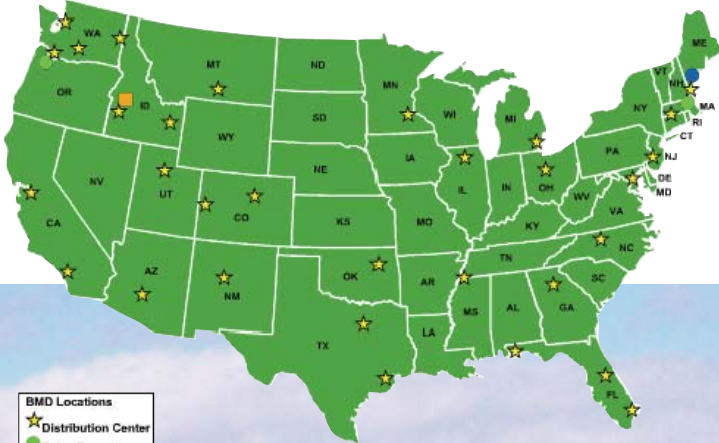 WA
ME
MT
ND
VT
MN
NH
OR
ID
WI
NY
MA
SD
MI
RI
WY
CT
IA
PA
NJ
NE
NV
IL
IN
OH
DE
UT
MD
CO
WV
VA
CA
KS
MO
KY
NC
TN
AZ
OK
AR
SC
NM
MS
AL
GA
LA
TX
FL
BMD Locations
Distribution Center